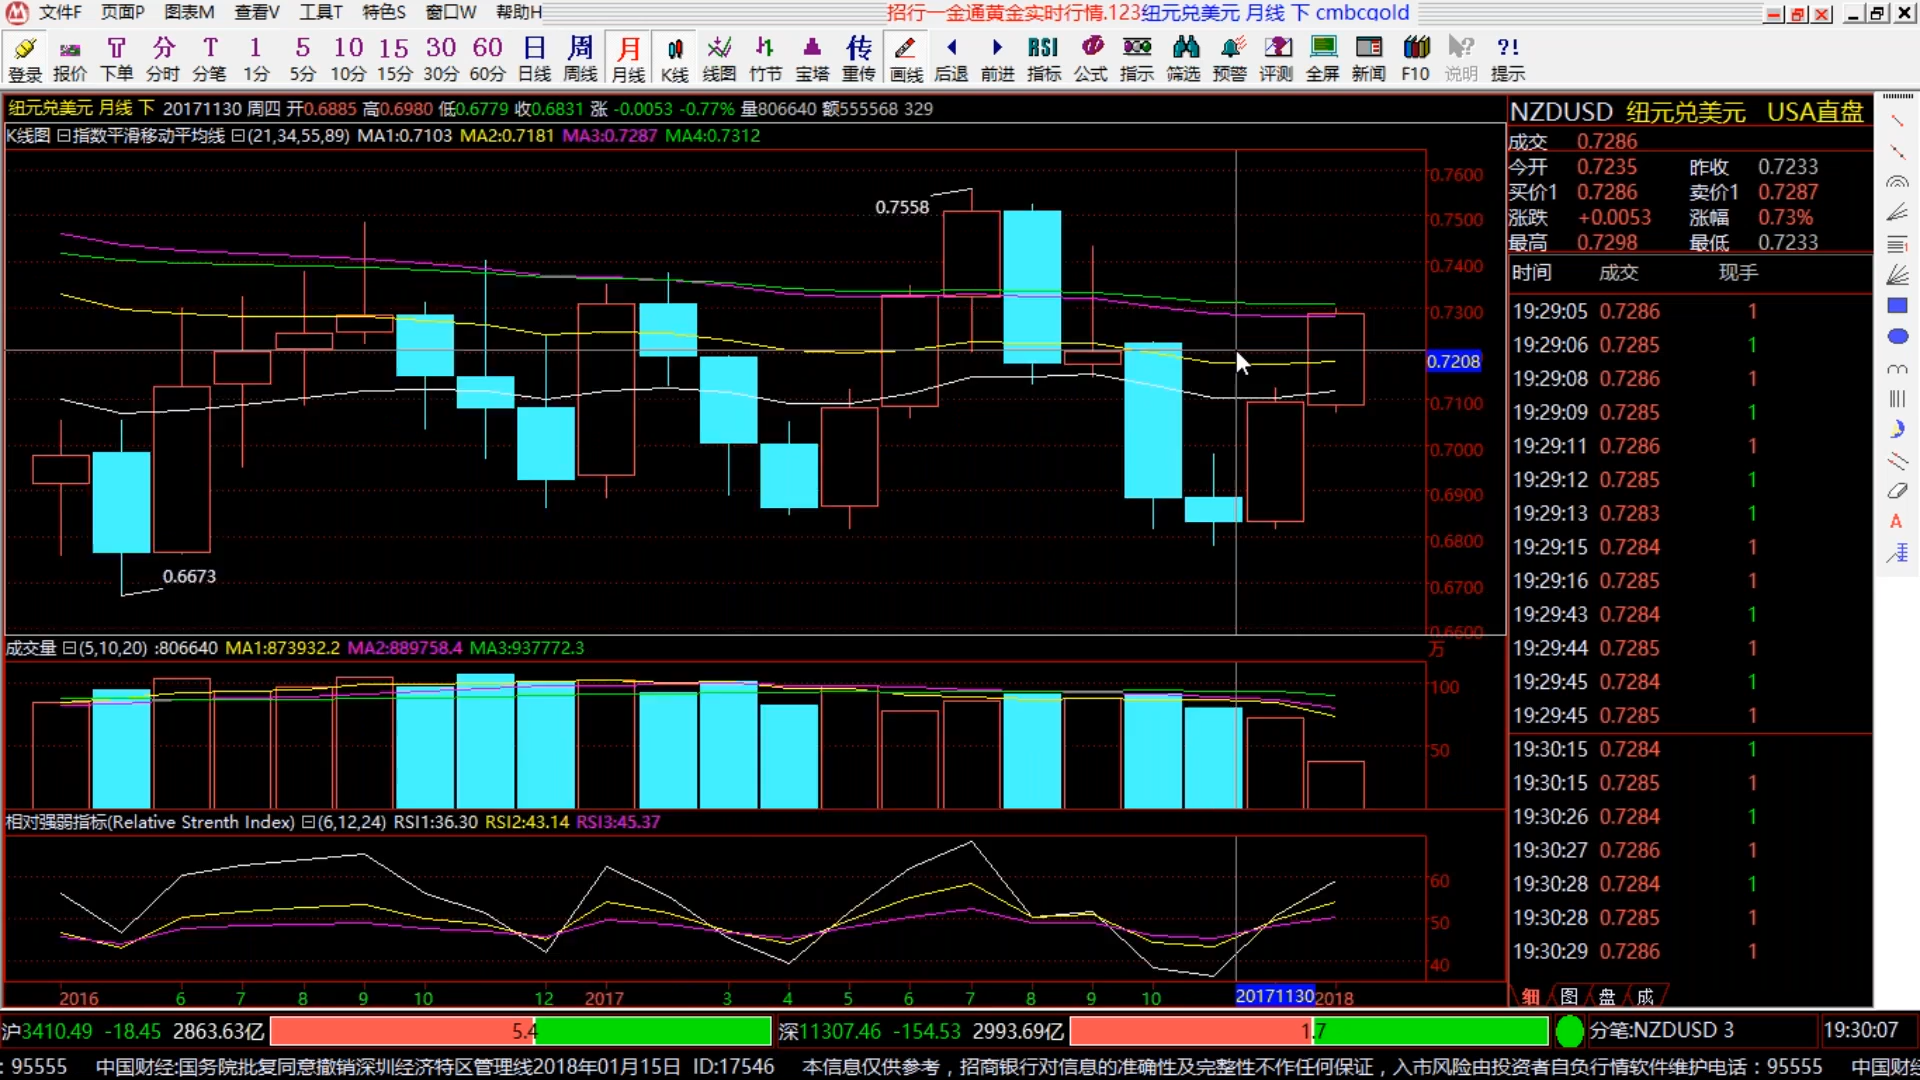 文件F 页面P 图表M 查看V 工具T 特色S 窗口W 帮助H
招行一金通黄金实时行情.123纽元兑美元 月线 下 cmbcgold
T 分 T 1 5 10 15 30 60 日 周 月 传 RSI ?!
登录 报价 下单 分时 分笔 1分 5分 10分 15分 30分 60分 日线 周线 月线 K线 线图 竹节 宝塔 重传 画线 后退 前进 指标 公式 指示 筛选 预警 评测 全屏 新闻 F10 说明 提示
纽元兑美元 月线 下 20171130 周四 开0.6885 高0.6980 低0.6779 收0.6831 涨 -0.0053 -0.77% 量806640 额555568 329
K线图 指数平滑移动平均线 (21,34,55,89) MA1:0.7103 MA2:0.7181 MA3:0.7287 MA4:0.7312
0.7600
0.7558
0.7500
0.7400
0.7300
0.7208
0.7100
0.7000
0.6900
0.6800
0.6700
0.6673
0.6600
成交量 (5,10,20) :806640 MA1:873932.2 MA2:889758.4 MA3:937772.3
万
100
50
相对强弱指标(Relative Strenth Index) (6,12,24) RSI1:36.30 RSI2:43.14 RSI3:45.37
60
50
40
2016 6 7 8 9 10 12 2017 3 4 5 6 7 8 9 10 20171130 2018
NZDUSD 纽元兑美元 USA直盘
成交 0.7286
今开 0.7235 昨收 0.7233
买价1 0.7286 卖价1 0.7287
涨跌 +0.0053 涨幅 0.73%
最高 0.7298 最低 0.7233
时间 成交 现手
19:29:05 0.7286 1
19:29:06 0.7285 1
19:29:08 0.7286 1
19:29:09 0.7285 1
19:29:11 0.7286 1
19:29:12 0.7285 1
19:29:13 0.7283 1
19:29:15 0.7284 1
19:29:16 0.7285 1
19:29:43 0.7284 1
19:29:44 0.7285 1
19:29:45 0.7284 1
19:29:45 0.7285 1
19:30:15 0.7284 1
19:30:15 0.7285 1
19:30:26 0.7284 1
19:30:27 0.7286 1
19:30:28 0.7284 1
19:30:28 0.7285 1
19:30:29 0.7286 1
细 图 盘 成
A
沪3410.49 -18.45 2863.63亿 5.4 深11307.46 -154.53 2993.69亿 1.7 分笔:NZDUSD 3 19:30:07
: 95555 中国财经:国务院批复同意撤销深圳经济特区管理线2018年01月15日 ID:17546 本信息仅供参考，招商银行对信息的准确性及完整性不作任何保证，入市风险由投资者自负行情软件维护电话：95555 中国财经